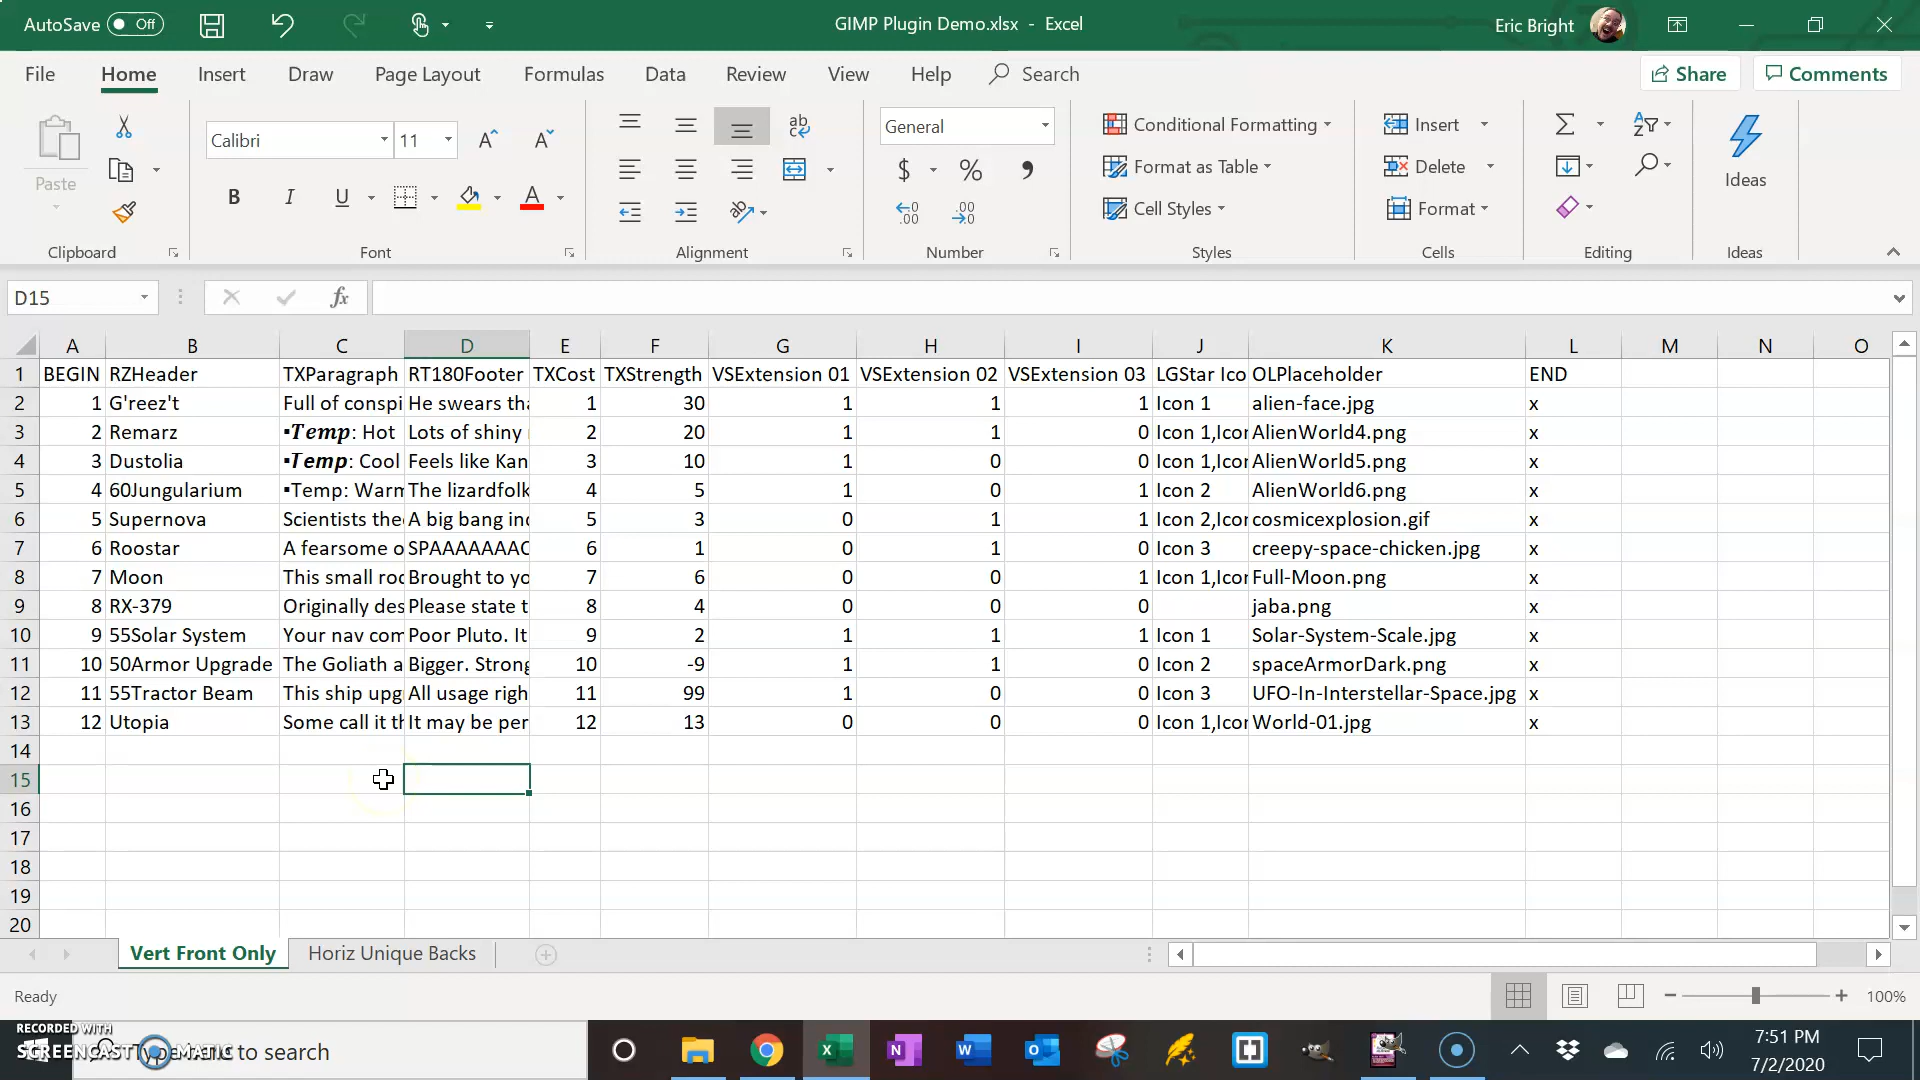 AutoSave Off GIMP Plugin Demo.xlsx - Excel Eric Bright
File Home Insert Draw Page Layout Formulas Data Review View Help Search Share Comments
Paste Calibri 11 General Conditional Formatting Insert Ideas
B I U A $ % Format as Table Delete
Cell Styles Format
Clipboard Font Alignment Number Styles Cells Editing Ideas
D15 fx
A B C D E F G H I J K L M N O
1 BEGIN RZHeader TXParagraph RT180Footer TXCost TXStrength VSExtension 01 VSExtension 02 VSExtension 03 LGStar Ico OLPlaceholder END
2 1 G'reez't Full of conspi He swears tha 1 30 1 1 1 Icon 1 alien-face.jpg x
3 2 Remarz ▪𝑻𝒆𝒎𝒑: Hot Lots of shiny 2 20 1 1 0 Icon 1,Icon AlienWorld4.png x
4 3 Dustolia ▪𝑻𝒆𝒎𝒑: Cool Feels like Kan 3 10 1 0 0 Icon 1,Icon AlienWorld5.png x
5 4 60Jungularium ▪Temp: Warm The lizardfolk 4 5 1 0 1 Icon 2 AlienWorld6.png x
6 5 Supernova Scientists the A big bang inc 5 3 0 1 1 Icon 2,Icon cosmicexplosion.gif x
7 6 Roostar A fearsome o SPAAAAAAAC 6 1 0 1 0 Icon 3 creepy-space-chicken.jpg x
8 7 Moon This small roc Brought to yo 7 6 0 0 1 Icon 1,Icon Full-Moon.png x
9 8 RX-379 Originally des Please state t 8 4 0 0 0 jaba.png x
10 9 55Solar System Your nav com Poor Pluto. It 9 2 1 1 1 Icon 1 Solar-System-Scale.jpg x
11 10 50Armor Upgrade The Goliath a Bigger. Strong 10 -9 1 1 0 Icon 2 spaceArmorDark.png x
12 11 55Tractor Beam This ship upg All usage righ 11 99 1 0 0 Icon 3 UFO-In-Interstellar-Space.jpg x
13 12 Utopia Some call it th It may be per 12 13 0 0 0 Icon 1,Icon World-01.jpg x
14
15
16
17
18
19
20
Vert Front Only Horiz Unique Backs
Ready 100%
RECORDED WITH
SCREENCAST MATIC to search
7:51 PM
7/2/2020